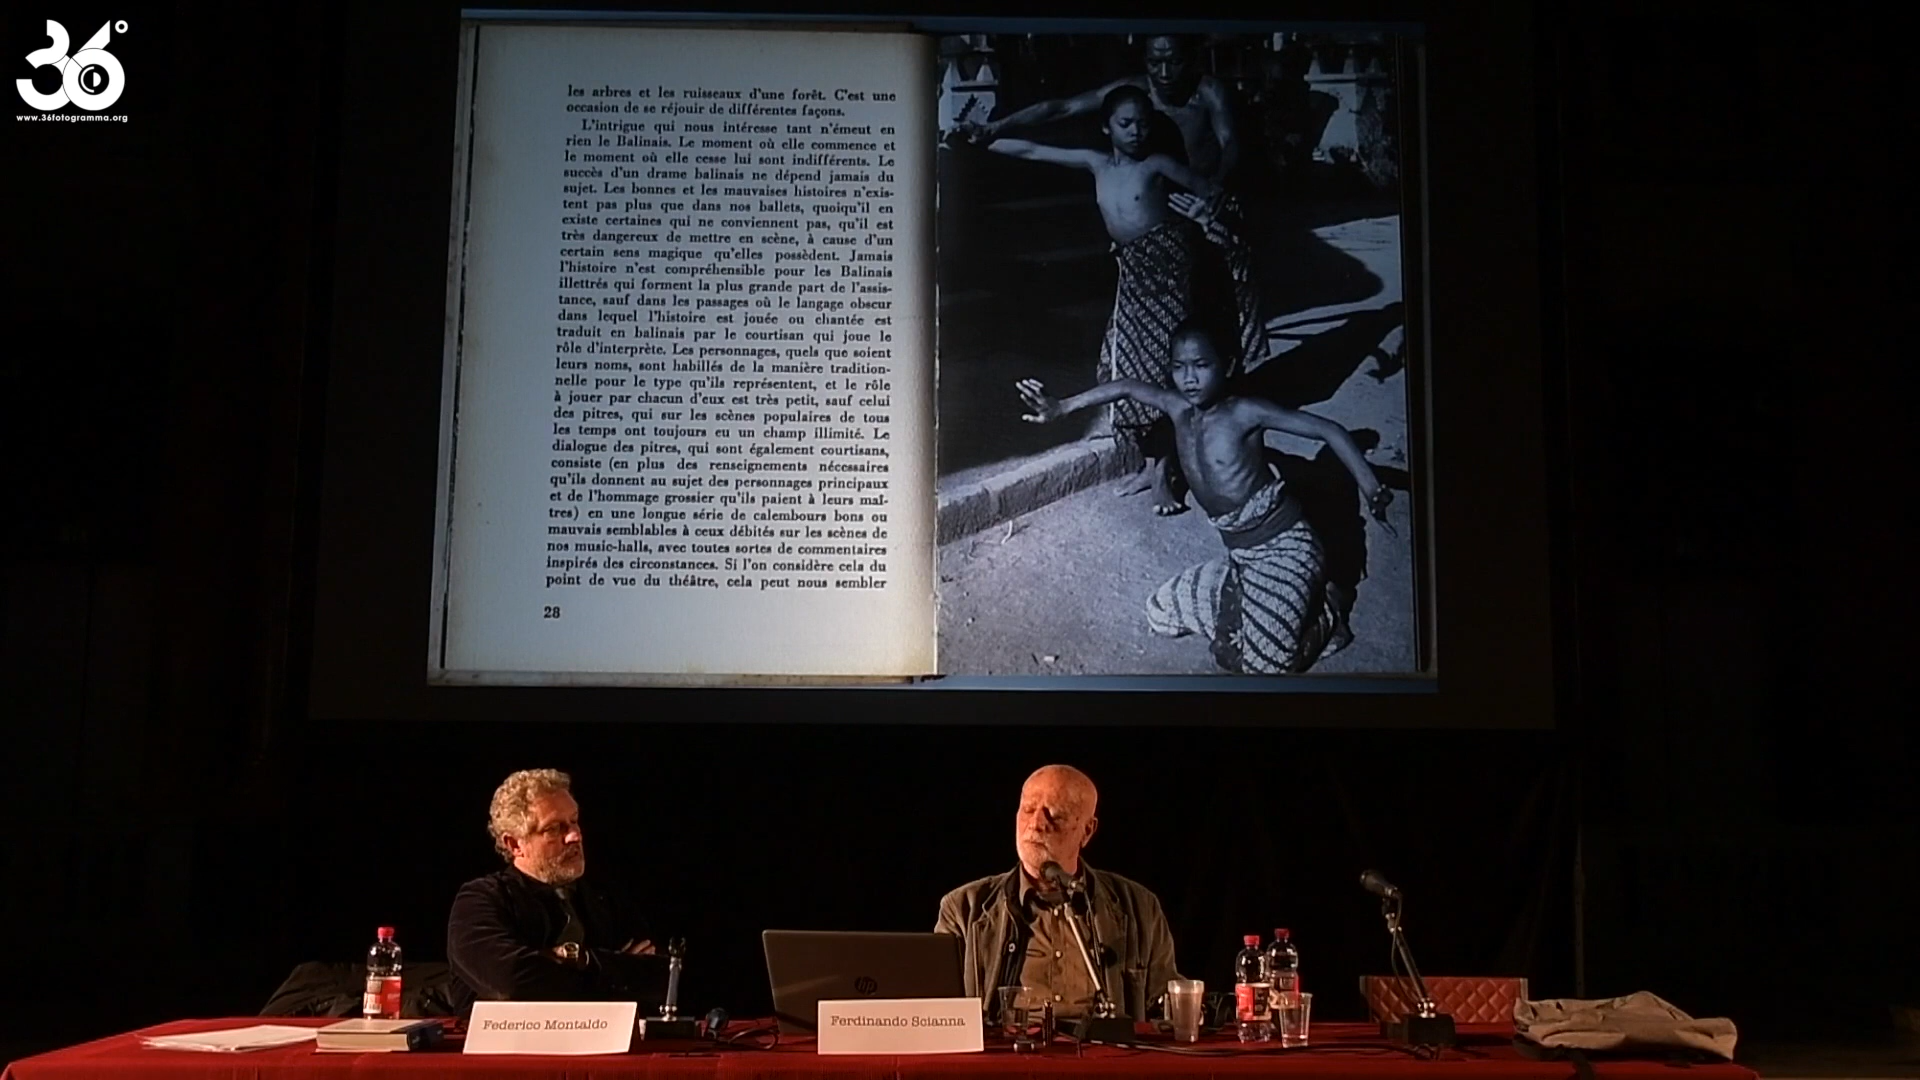 36°
www.36fotogramma.org
les arbres et les ruisseaux d'une forêt. C'est une
occasion de se réjouir de différentes façons.
L'intrigue qui nous intéresse tant n'émeut en
rien le Balinais. Le moment où elle commence et
le moment où elle cesse lui sont indifférents. Le
succès d'un drame balinais ne dépend jamais du
sujet. Les bonnes et les mauvaises histoires n'exis-
tent pas plus que dans nos ballets, quoiqu'il en
existe certaines qui ne conviennent pas, qu'il est
très dangereux de mettre en scène, à cause d'un
certain sens magique qu'elles possèdent. Jamais
l'histoire n'est compréhensible pour les Balinais
illettrés qui forment la plus grande part de l'assis-
tance, sauf dans les passages où le langage obscur
dans lequel l'histoire est jouée ou chantée est
traduit en balinais par le courtisan qui joue le
rôle d'interprète. Les personnages, quels que soient
leurs noms, sont habillés de la manière tradition-
nelle pour le type qu'ils représentent, et le rôle
à jouer par chacun d'eux est très petit, sauf celui
des pitres, qui sur les scènes populaires de tous
les temps ont toujours eu un champ illimité. Le
dialogue des pitres, qui sont également courtisans,
consiste (en plus des renseignements nécessaires
qu'ils donnent au sujet des personnages principaux
et de l'hommage grossier qu'ils paient à leurs maî-
tres) en une longue série de calembours bons ou
mauvais semblables à ceux débités sur les scènes de
nos music-halls, avec toutes sortes de commentaires
inspirés des circonstances. Si l'on considère cela du
point de vue du théâtre, cela peut nous sembler
28
hp
Federico Montaldo
Ferdinando Scianna